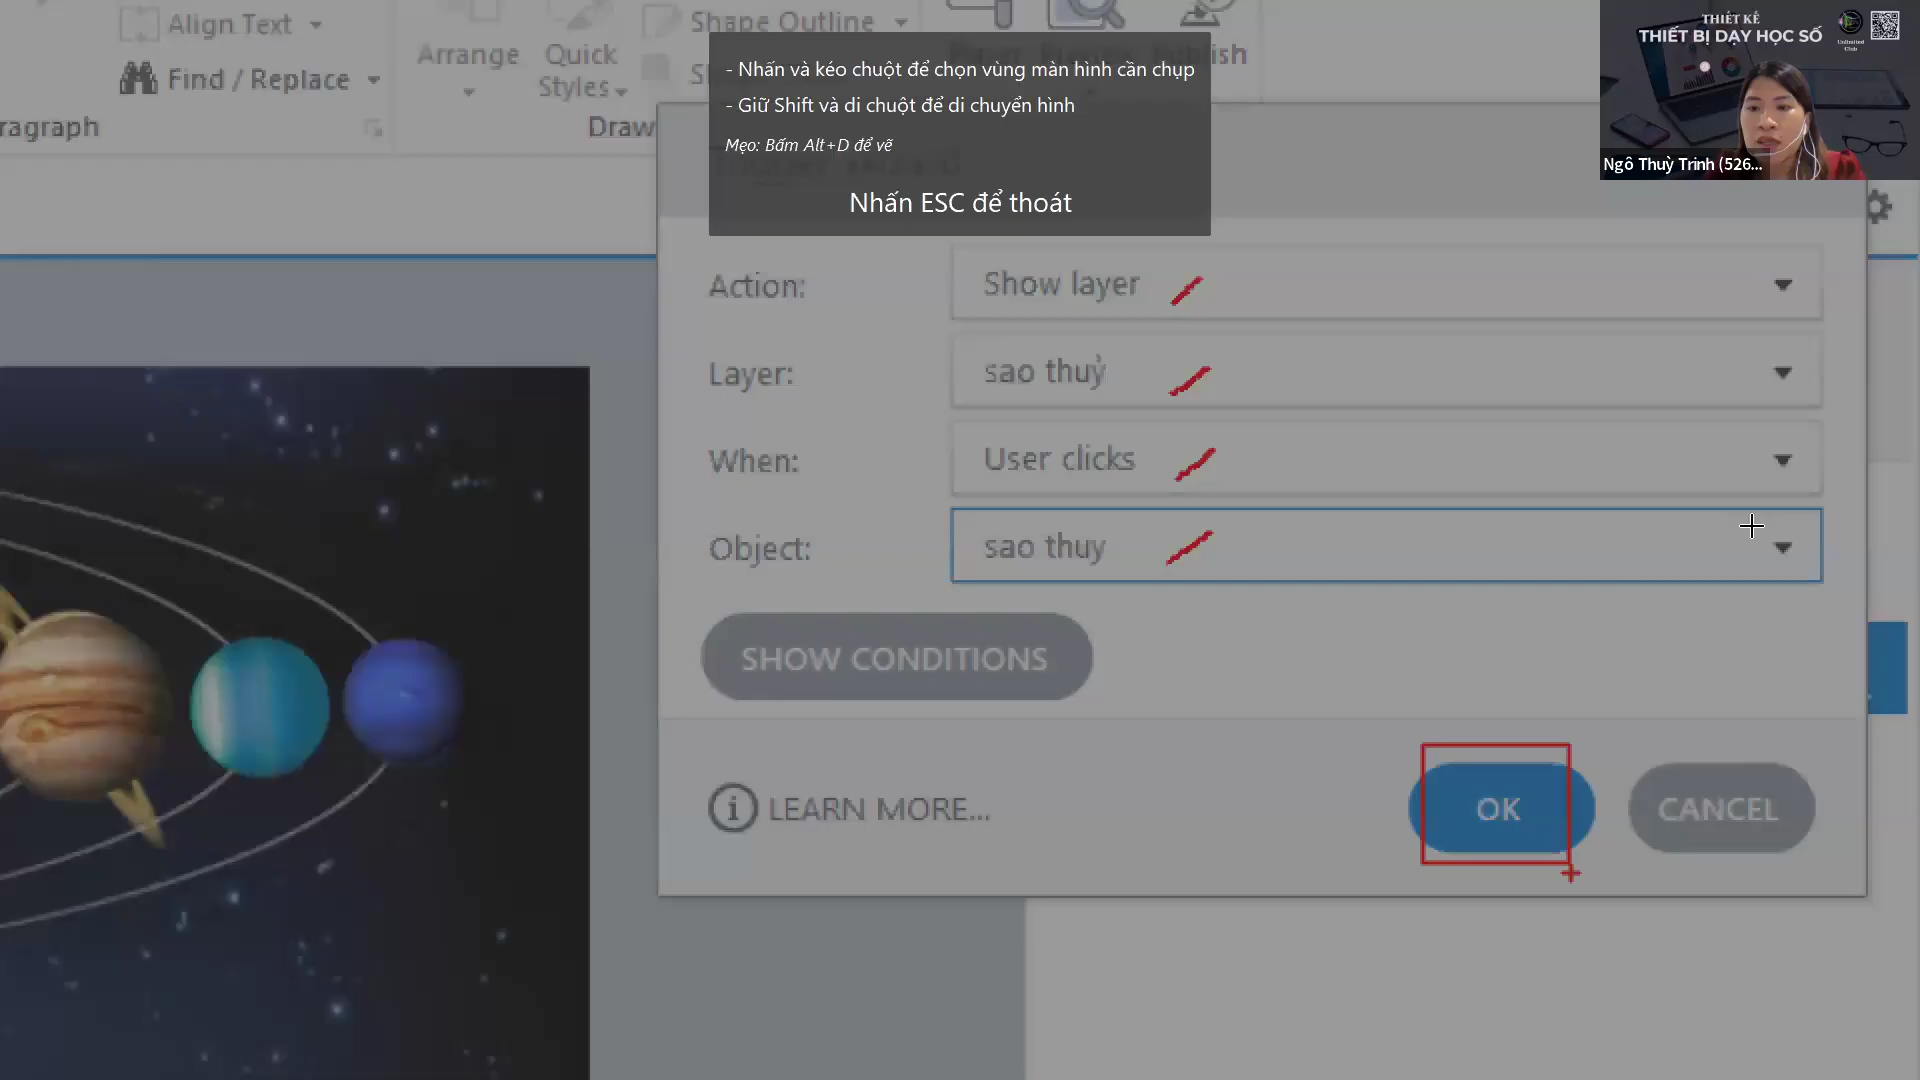 Align Text
Find / Replace
ragraph
Arrange
Quick
Styles
Shape Outline
Draw
- Nhấn và kéo chuột để chọn vùng màn hình cần chụp
- Giữ Shift và di chuột để di chuyển hình
Mẹo: Bấm Alt+D để vẽ
Nhấn ESC để thoát
THIẾT KẾ
THIẾT BỊ DẠY HỌC SỐ
Unlimited
Club
Ngô Thuỳ Trinh (526...
Action:
Show layer
Layer:
sao thuỷ
When:
User clicks
Object:
sao thuy
SHOW CONDITIONS
LEARN MORE...
OK
CANCEL